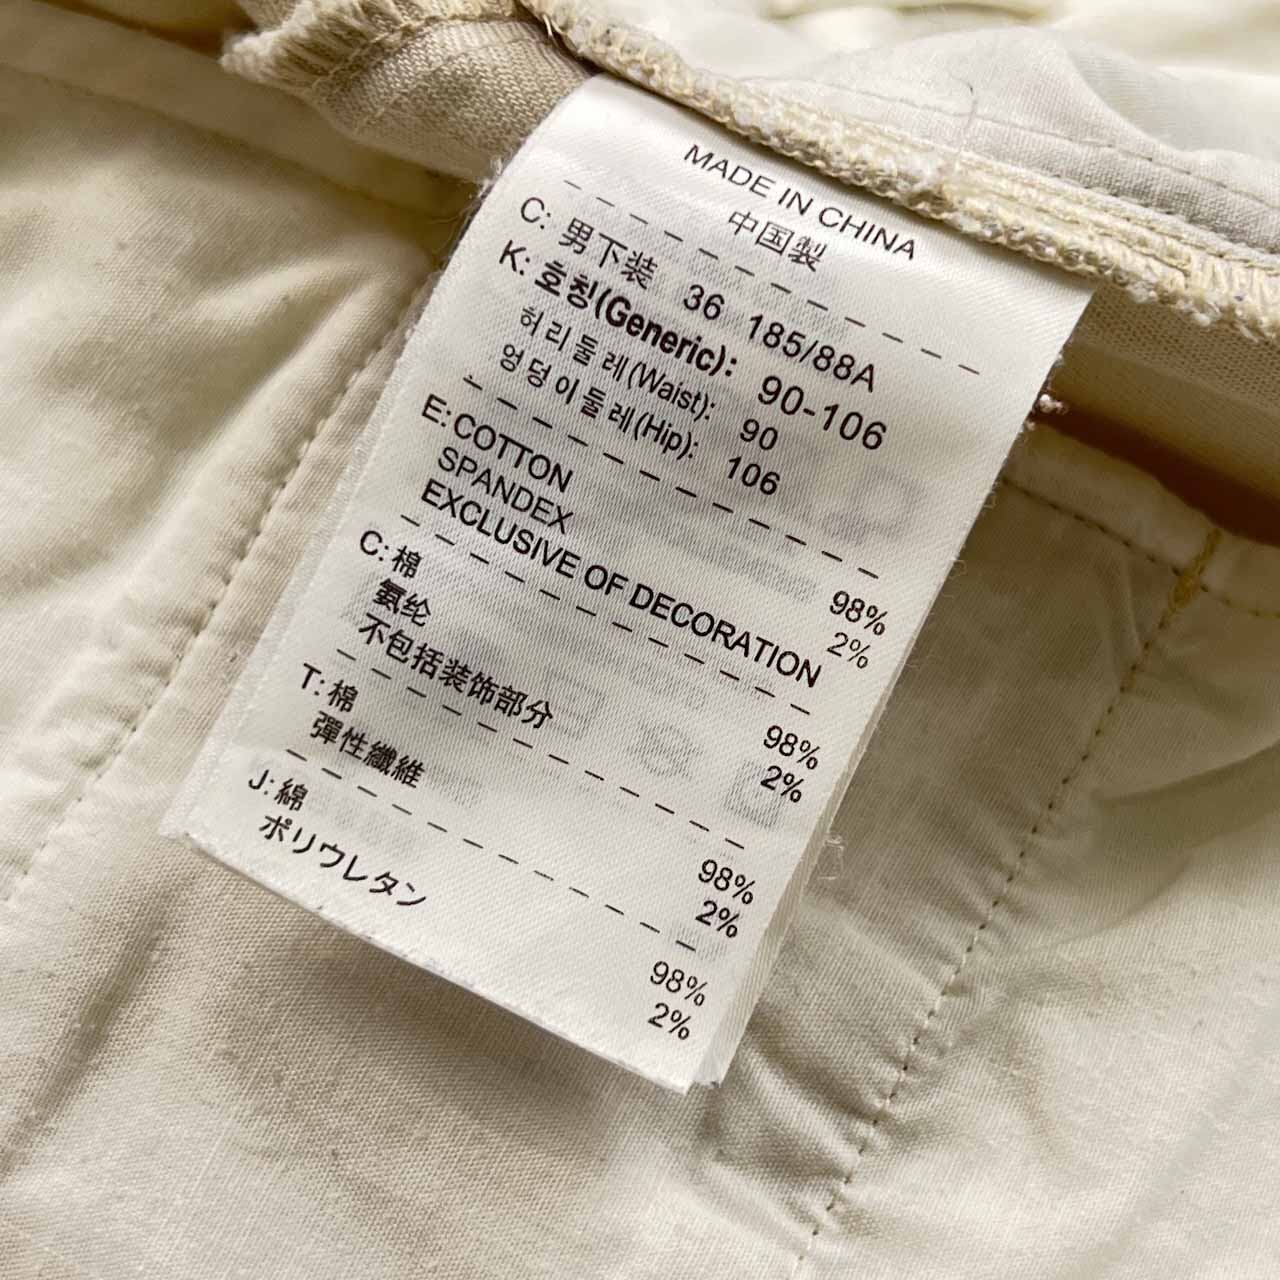 MADE IN CHINA
中国製
C: 男下装 36 185/88A
K: 호칭(Generic): 90-106
허리둘레(Waist): 90
엉덩이둘레(Hip): 106
E: COTTON 98%
SPANDEX 2%
EXCLUSIVE OF DECORATION
C: 棉 98%
氨纶 2%
不包括装饰部分
T: 棉 98%
彈性纖維 2%
J: 綿 98%
ポリウレタン 2%